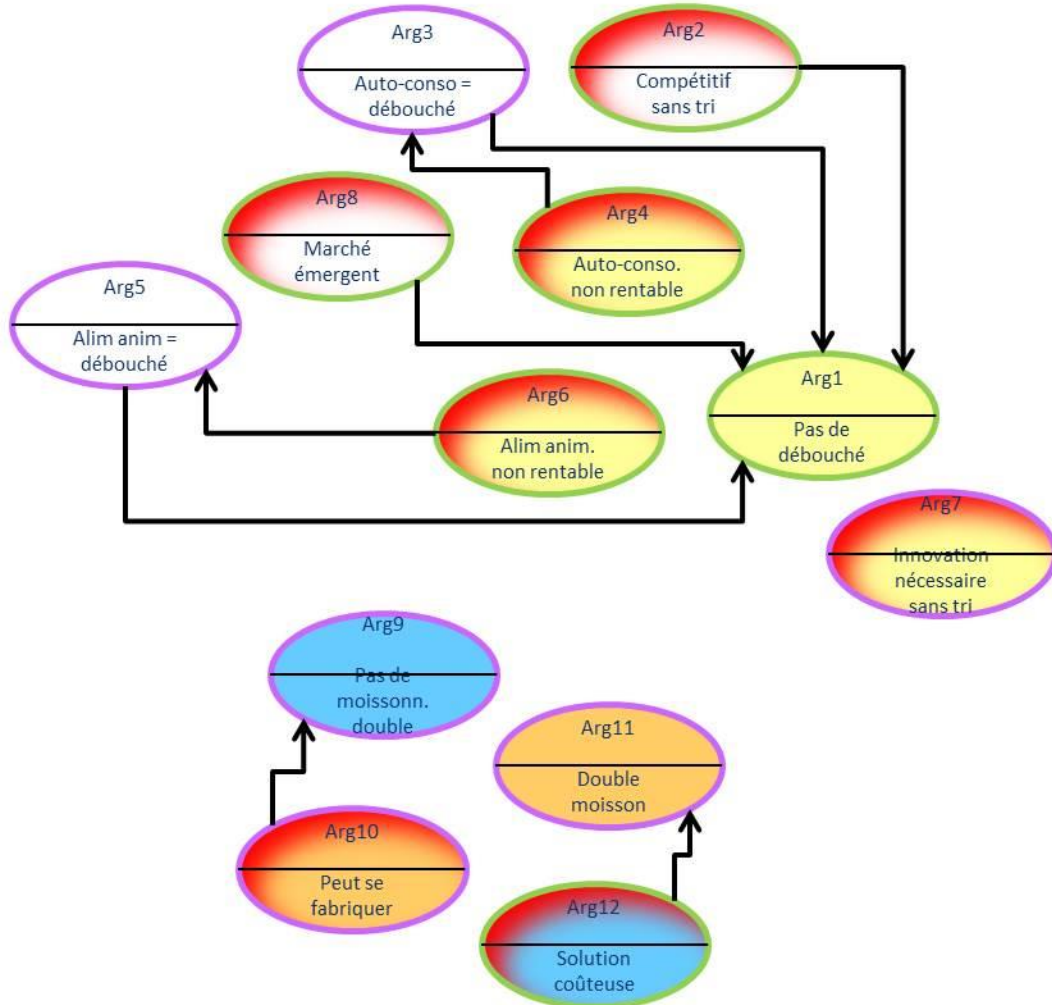 Arg3
Auto-conso =
débouché
Arg2
Compétitif
sans tri
Arg8
Marché
émergent
Arg4
Auto-conso.
non rentable
Arg5
Alim anim =
débouché
Arg6
Alim anim.
non rentable
Arg1
Pas de
débouché
Arg7
Innovation
nécessaire
sans tri
Arg9
Pas de
moissonn.
double
Arg11
Double
moisson
Arg10
Peut se
fabriquer
Arg12
Solution
coûteuse